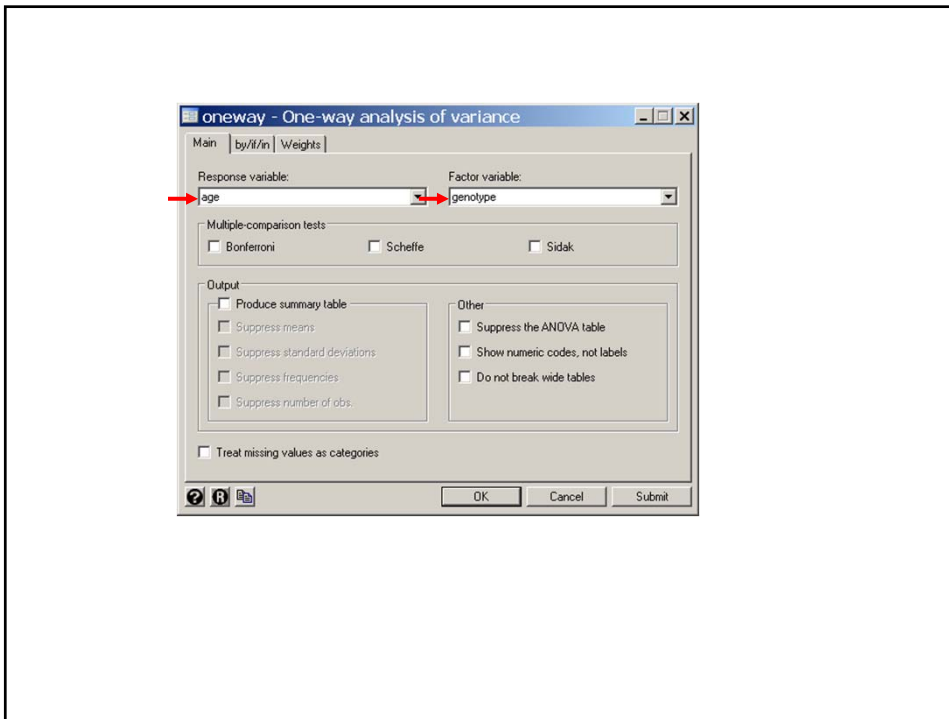 oneway - One-way analysis of variance
Main by/if/in Weights
Response variable: Factor variable:
age genotype
Multiple-comparison tests
Bonferroni Scheffe Sidak
Output
Produce summary table
Suppress means
Suppress standard deviations
Suppress frequencies
Suppress number of obs.
Other
Suppress the ANOVA table
Show numeric codes, not labels
Do not break wide tables
Treat missing values as categories
? R OK Cancel Submit